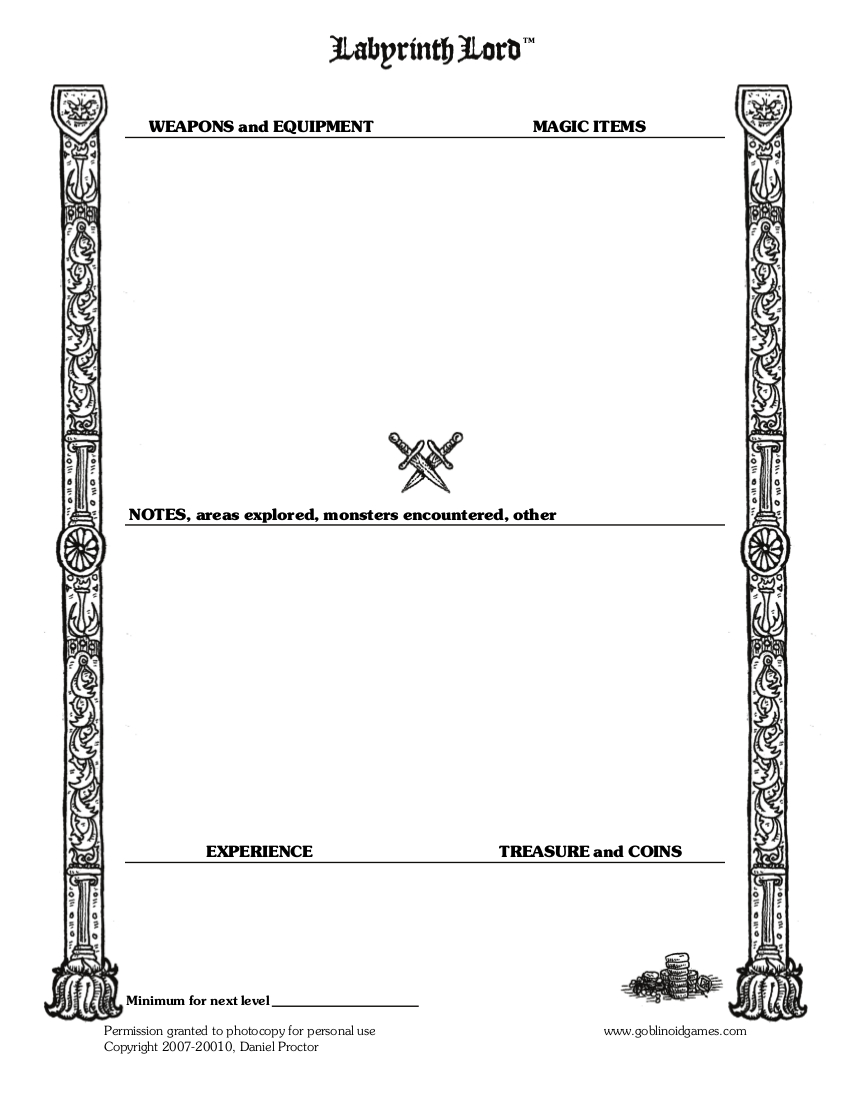 Labyrinth Lord™
WEAPONS and EQUIPMENT
MAGIC ITEMS
NOTES, areas explored, monsters encountered, other
EXPERIENCE
TREASURE and COINS
Minimum for next level
Permission granted to photocopy for personal use
Copyright 2007-20010, Daniel Proctor
www.goblinoidgames.com